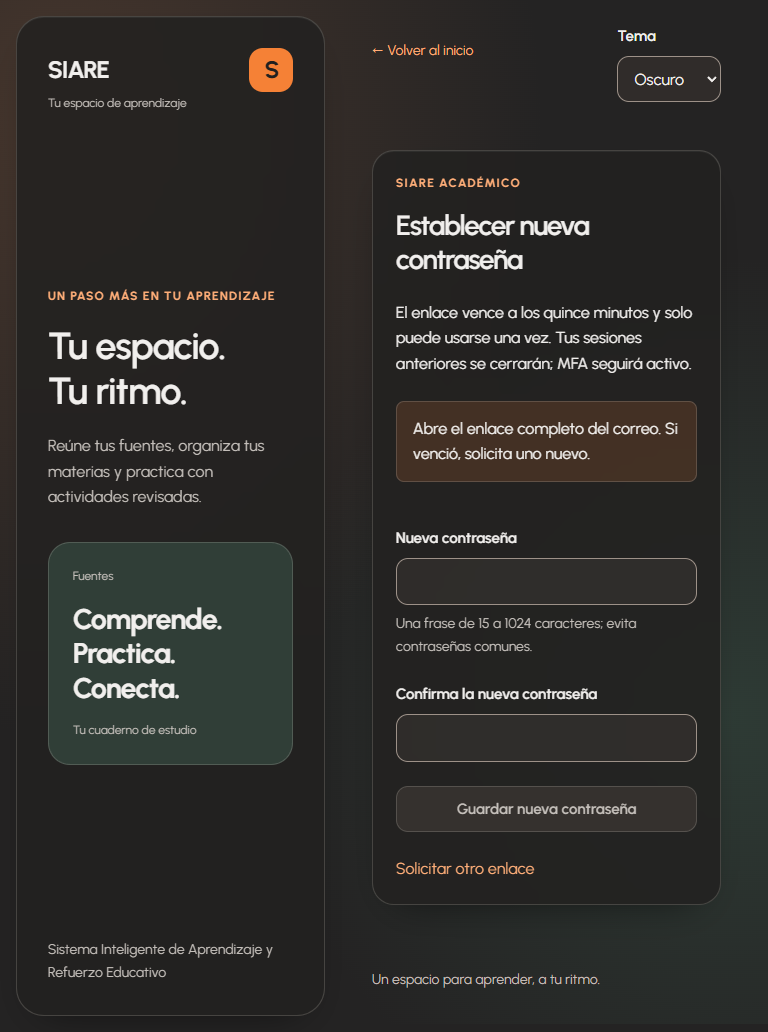 SIARE
S
Tu espacio de aprendizaje
UN PASO MÁS EN TU APRENDIZAJE
Tu espacio.
Tu ritmo.
Reúne tus fuentes, organiza tus
materias y practica con
actividades revisadas.
Fuentes
Comprende.
Practica.
Conecta.
Tu cuaderno de estudio
Sistema Inteligente de Aprendizaje y
Refuerzo Educativo
← Volver al inicio
Tema
Oscuro
SIARE ACADÉMICO
Establecer nueva
contraseña
El enlace vence a los quince minutos y solo
puede usarse una vez. Tus sesiones
anteriores se cerrarán; MFA seguirá activo.
Abre el enlace completo del correo. Si
venció, solicita uno nuevo.
Nueva contraseña
Una frase de 15 a 1024 caracteres; evita
contraseñas comunes.
Confirma la nueva contraseña
Guardar nueva contraseña
Solicitar otro enlace
Un espacio para aprender, a tu ritmo.